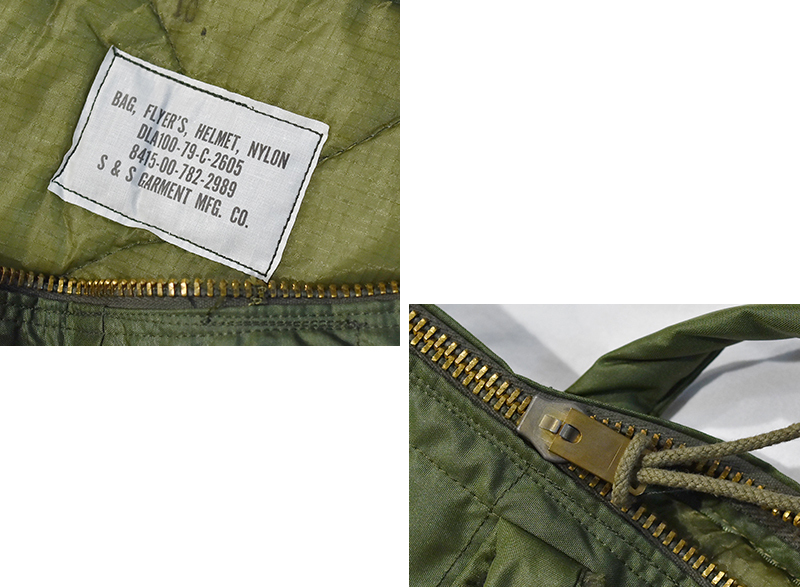 BAG, FLYER'S, HELMET, NYLON
DLA100-79-C-2605
8415-00-782-2989
S & S GARMENT MFG. CO.